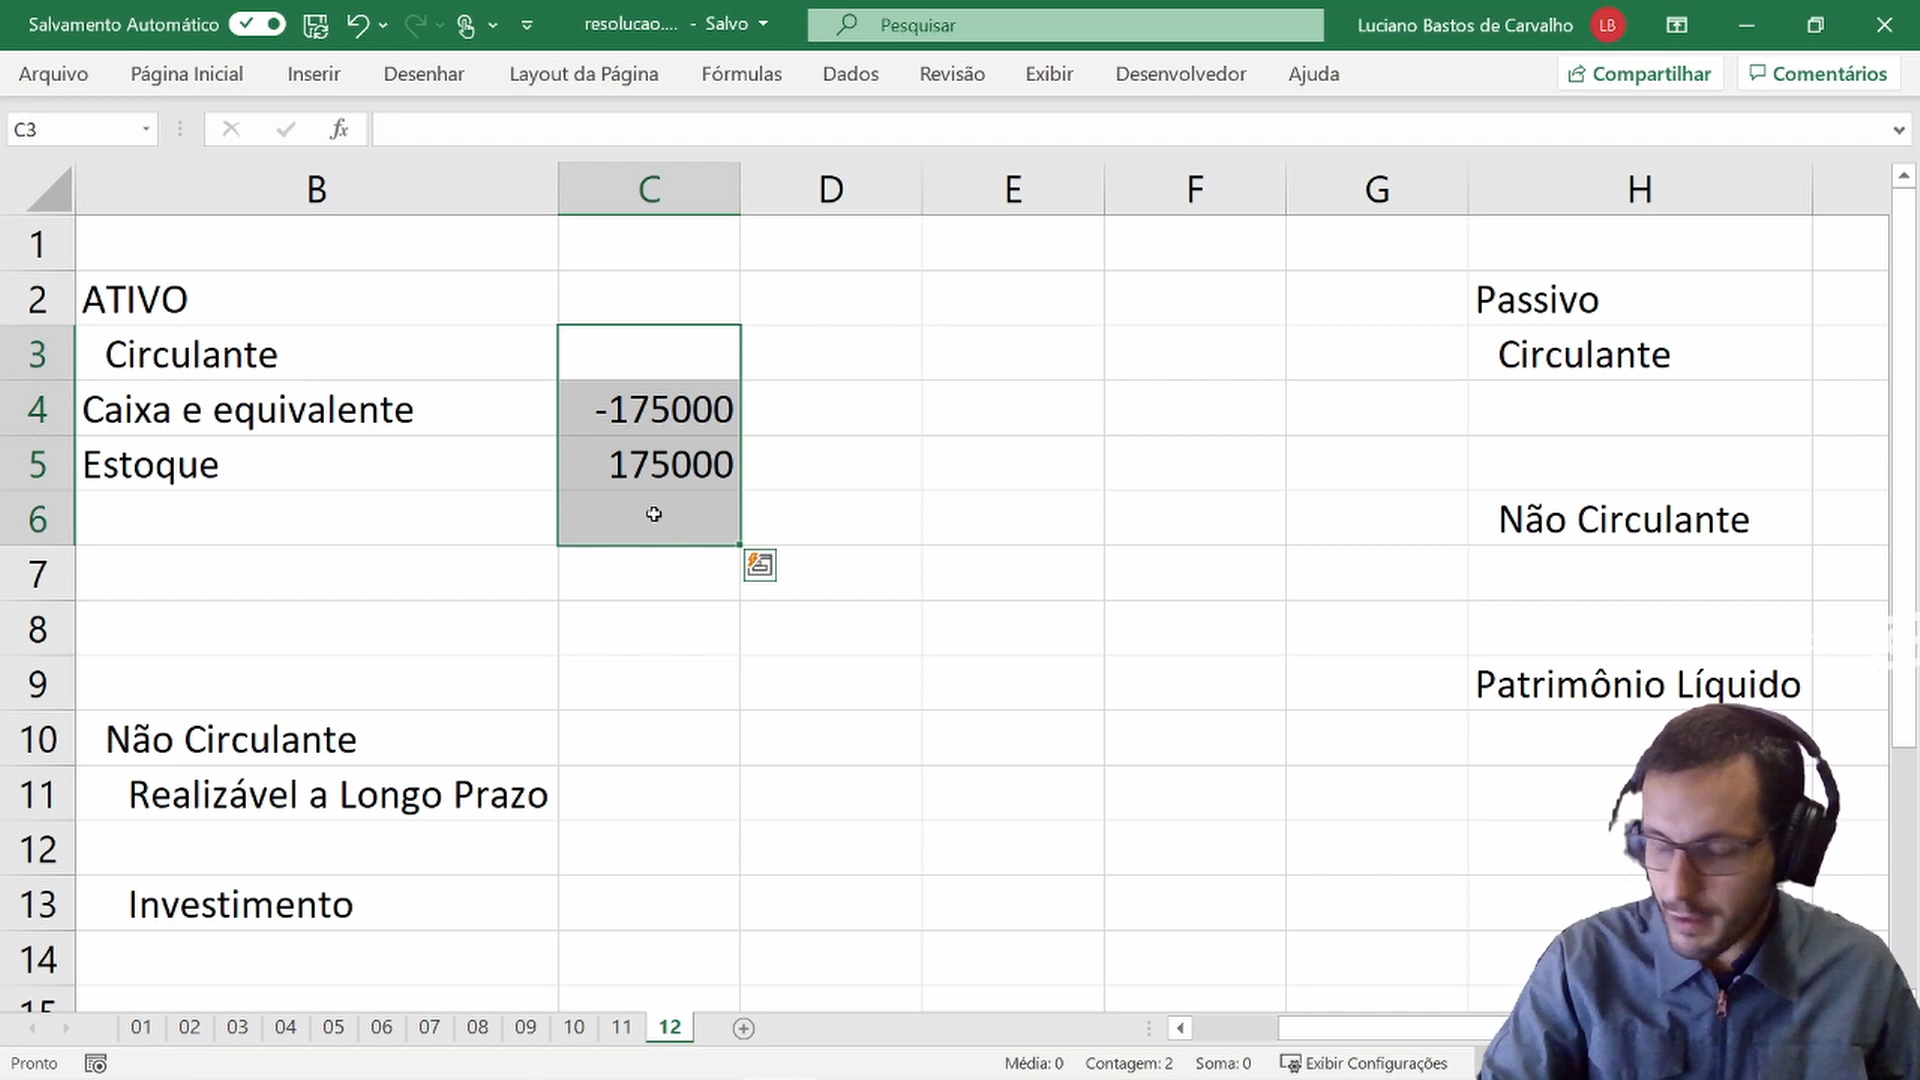 Salvamento Automático
resolucao.... - Salvo
Pesquisar
Luciano Bastos de Carvalho LB
Arquivo Página Inicial Inserir Desenhar Layout da Página Fórmulas Dados Revisão Exibir Desenvolvedor Ajuda Compartilhar Comentários
C3 fx
B C D E F G H
1
2 ATIVO Passivo
3 Circulante Circulante
4 Caixa e equivalente -175000
5 Estoque 175000
6 Não Circulante
7
8
9 Patrimônio Líquido
10 Não Circulante
11 Realizável a Longo Prazo
12
13 Investimento
14
15
01 02 03 04 05 06 07 08 09 10 11 12
Pronto Média: 0 Contagem: 2 Soma: 0 Exibir Configurações